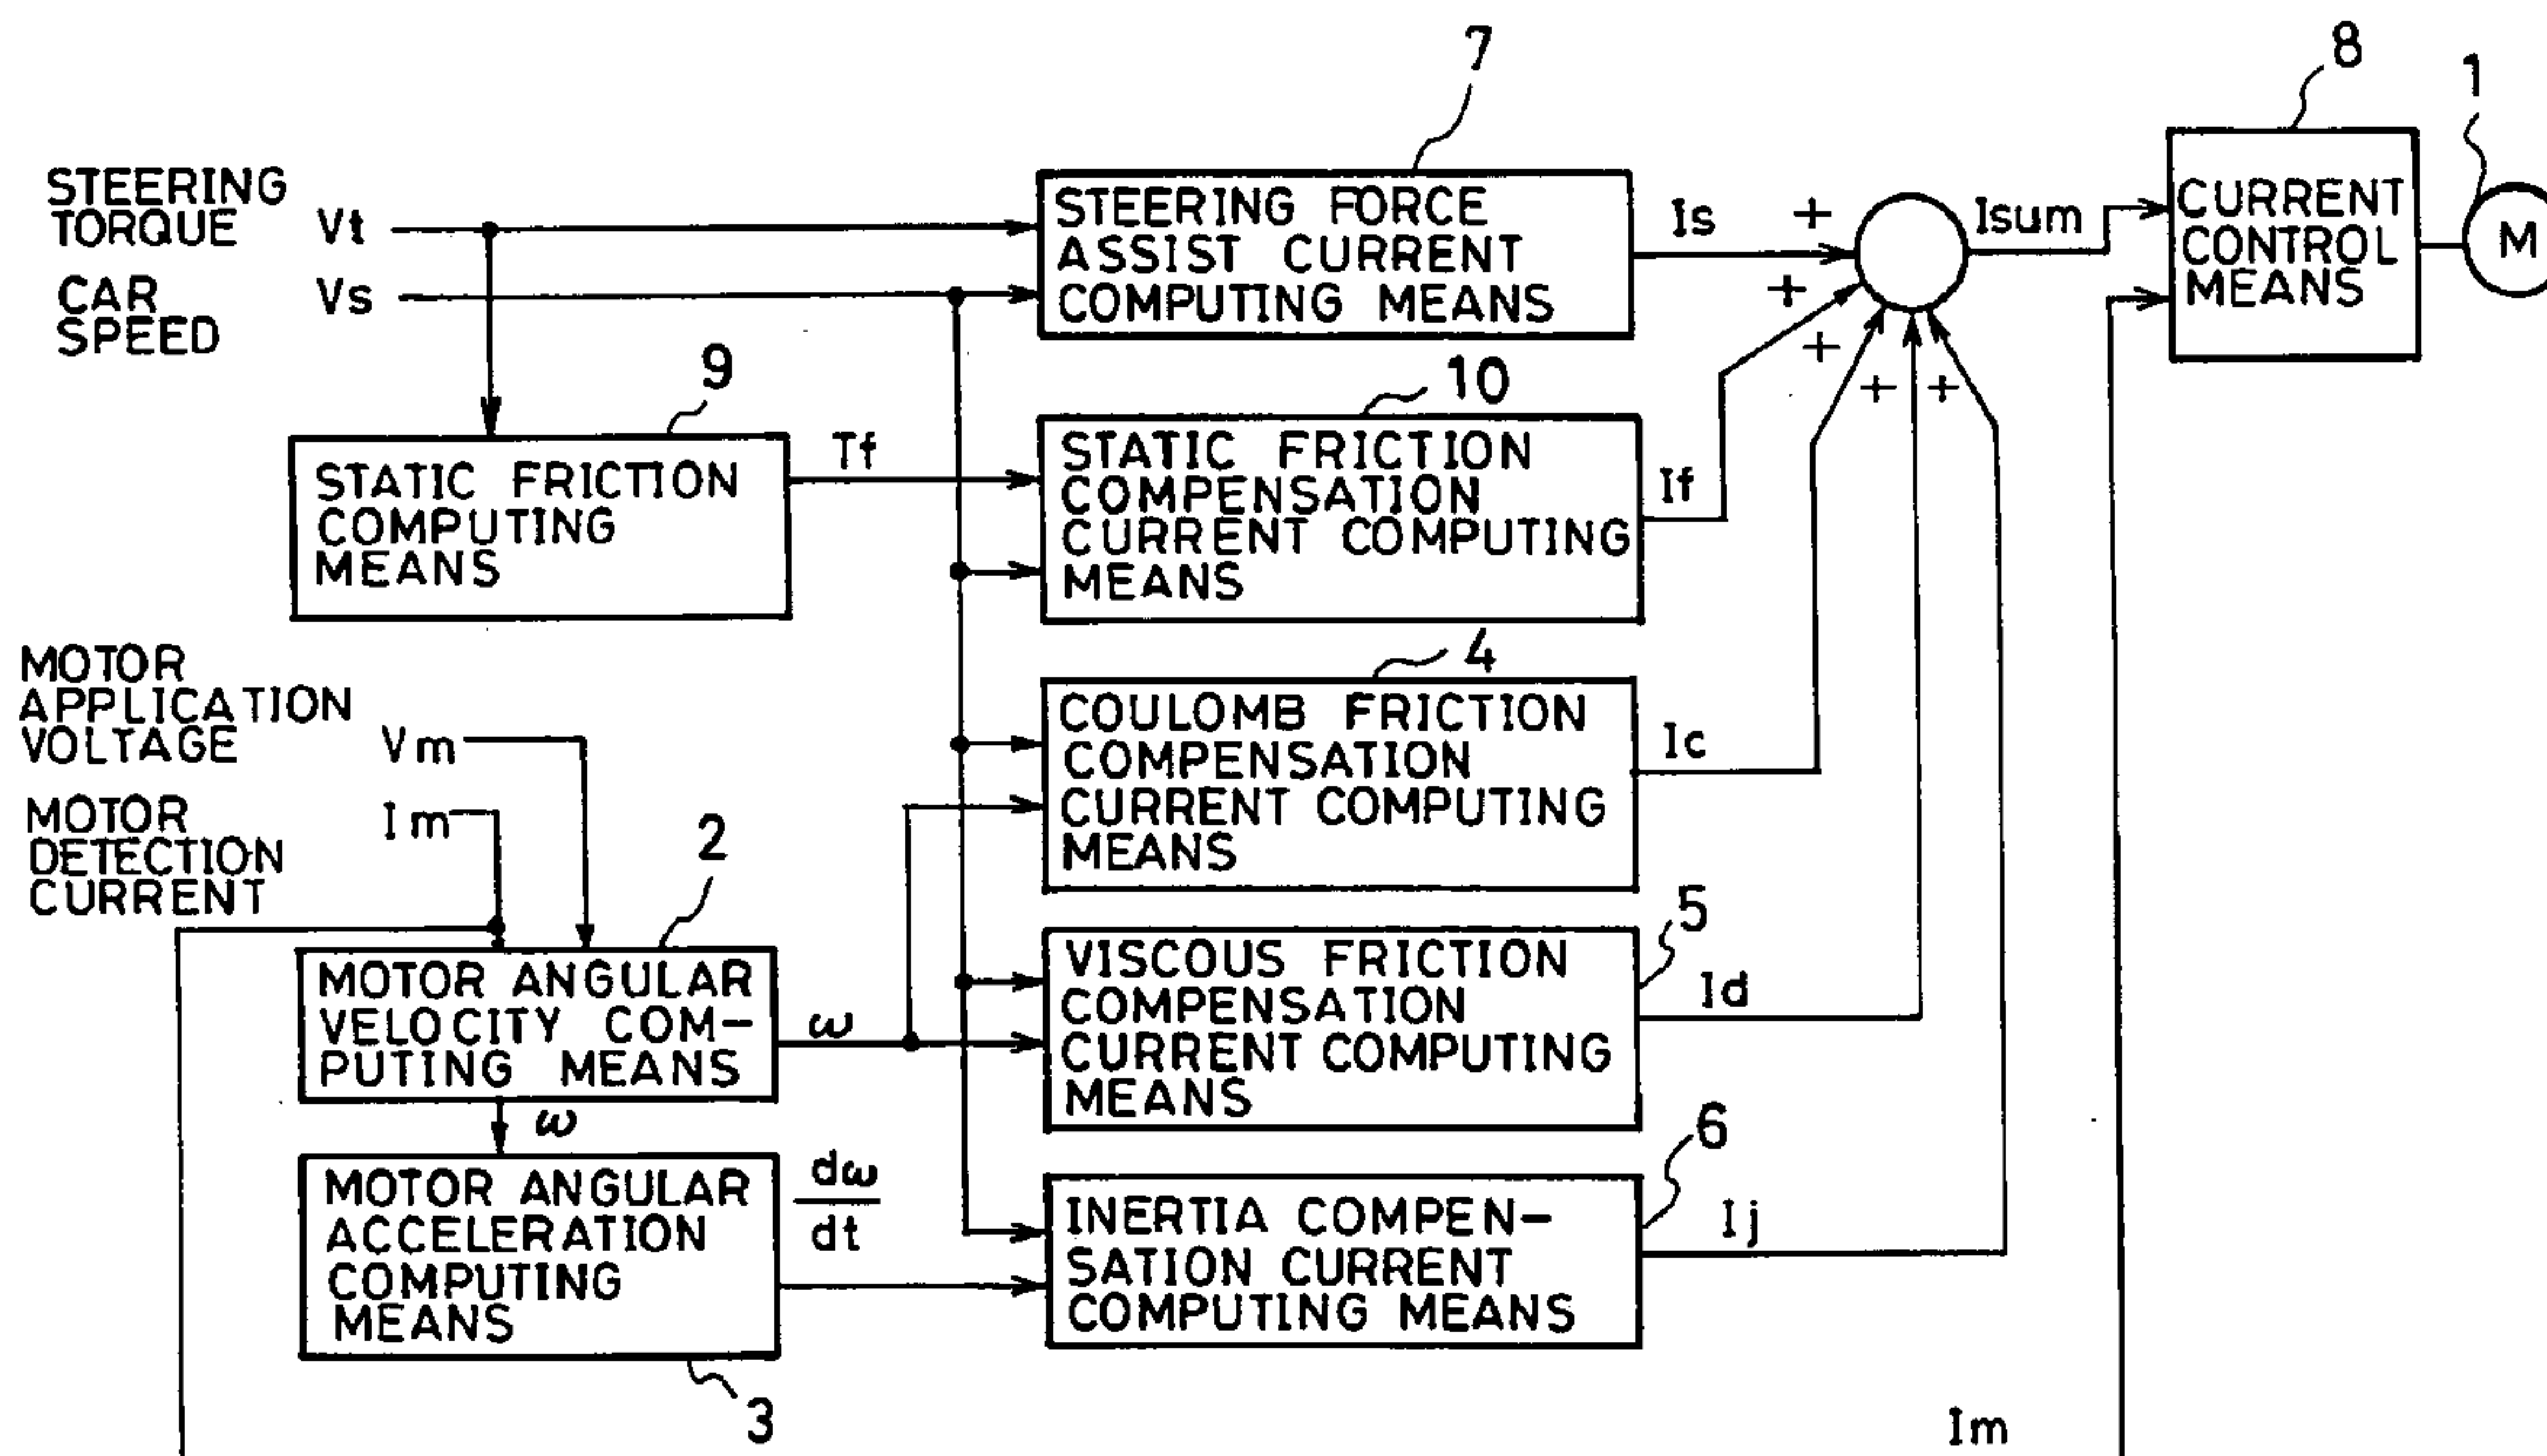 7
8
1
STEERING
TORQUE
Vt
CAR
SPEED
Vs
STEERING FORCE
ASSIST CURRENT
COMPUTING MEANS
Is
+
+
+
+
+
Isum
CURRENT
CONTROL
MEANS
M
9
STATIC FRICTION
COMPUTING
MEANS
Tf
10
STATIC FRICTION
COMPENSATION
CURRENT COMPUTING
MEANS
If
MOTOR
APPLICATION
VOLTAGE
Vm
MOTOR
DETECTION
CURRENT
Im
4
COULOMB FRICTION
COMPENSATION
CURRENT COMPUTING
MEANS
Ic
2
MOTOR ANGULAR
VELOCITY COM-
PUTING MEANS
ω
ω
5
VISCOUS FRICTION
COMPENSATION
CURRENT COMPUTING
MEANS
Id
MOTOR ANGULAR
ACCELERATION
COMPUTING
MEANS
3
dω
dt
6
INERTIA COMPEN-
SATION CURRENT
COMPUTING MEANS
Ij
Im